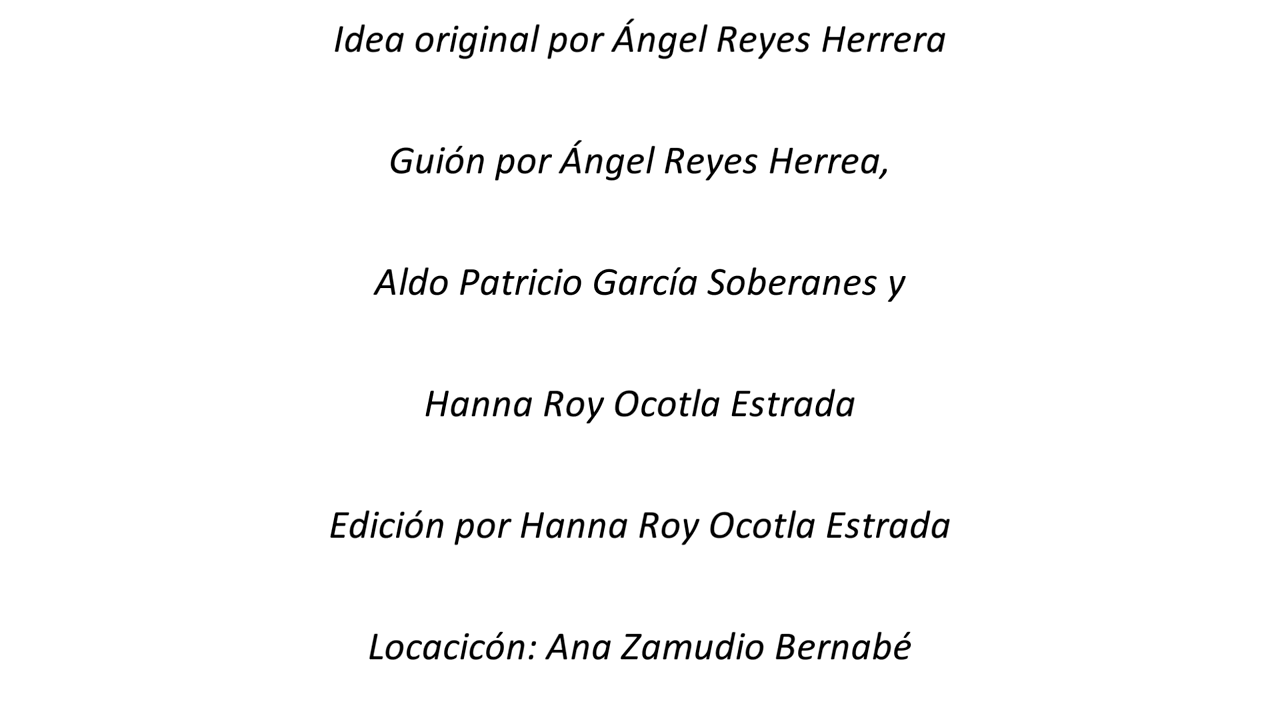 Idea original por Ángel Reyes Herrera
Guión por Ángel Reyes Herrea,
Aldo Patricio García Soberanes y
Hanna Roy Ocotla Estrada
Edición por Hanna Roy Ocotla Estrada
Locacicón: Ana Zamudio Bernabé